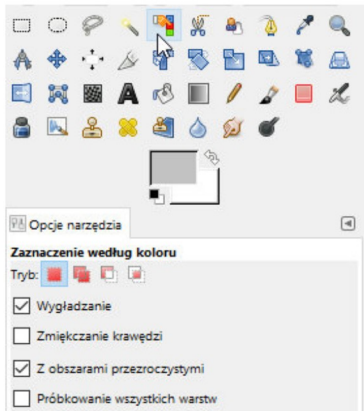 Opcje narzędzia
Zaznaczenie według koloru
Tryb:
Wygładzanie
Zmiękczanie krawędzi
Z obszarami przezroczystymi
Próbkowanie wszystkich warstw